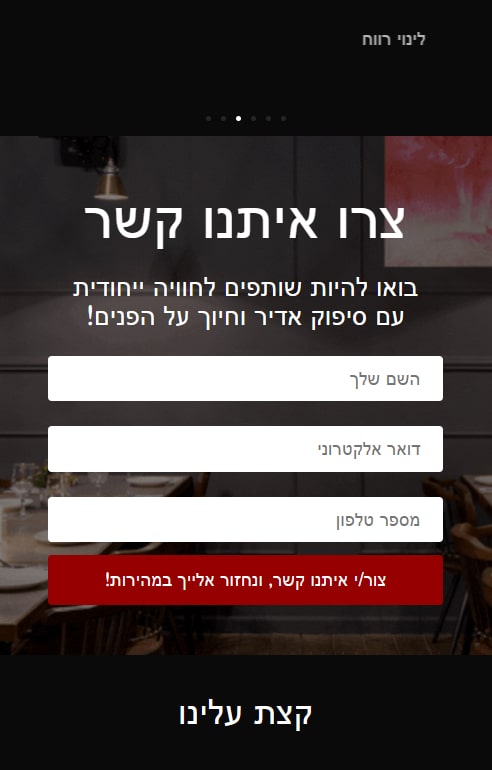 לינוי רווח
צרו איתנו קשר
בואו להיות שותפים לחוויה ייחודית
עם סיפוק אדיר וחיוך על הפנים!
השם שלך
דואר אלקטרוני
מספר טלפון
צור/י איתנו קשר, ונחזור אלייך במהירות!
קצת עלינו